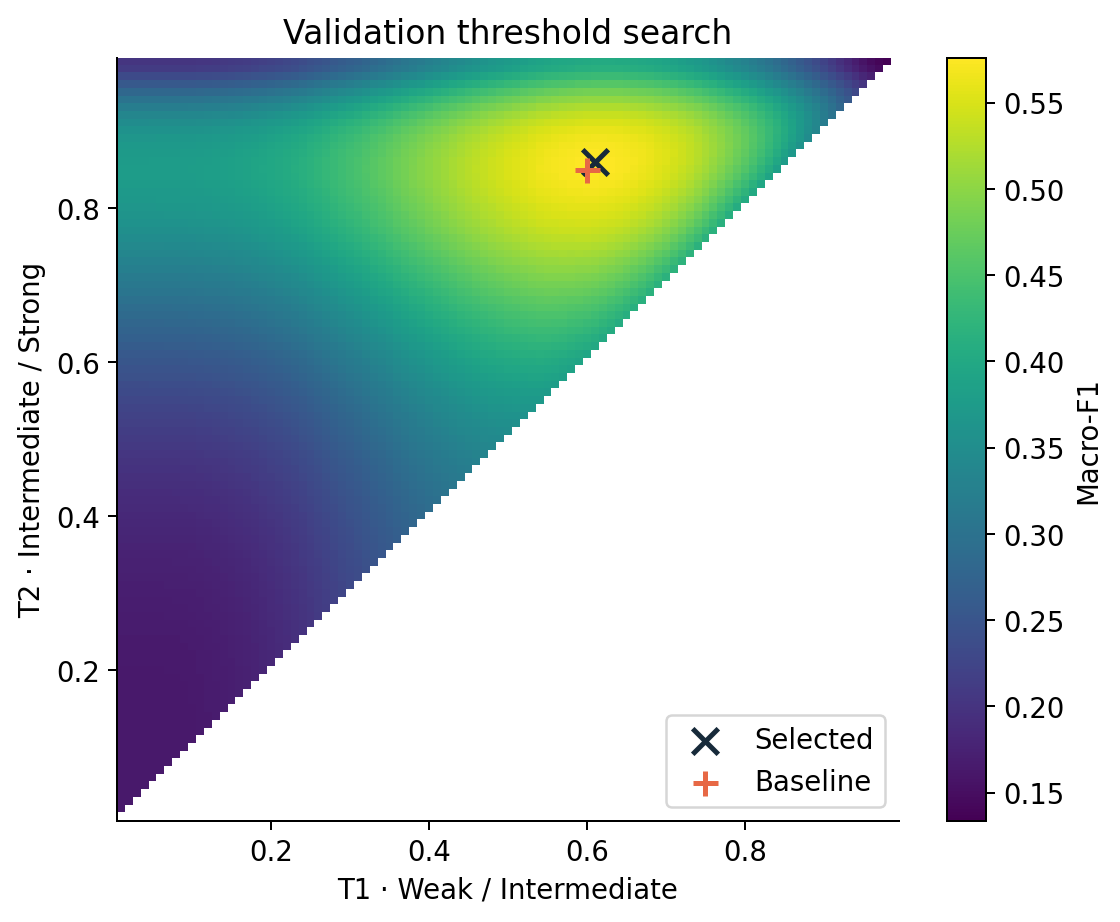 Validation threshold search
T2 · Intermediate / Strong
0.8
0.6
0.4
0.2
0.2
0.4
0.6
0.8
T1 · Weak / Intermediate
Selected
Baseline
0.55
0.50
0.45
0.40
0.35
0.30
0.25
0.20
0.15
Macro-F1